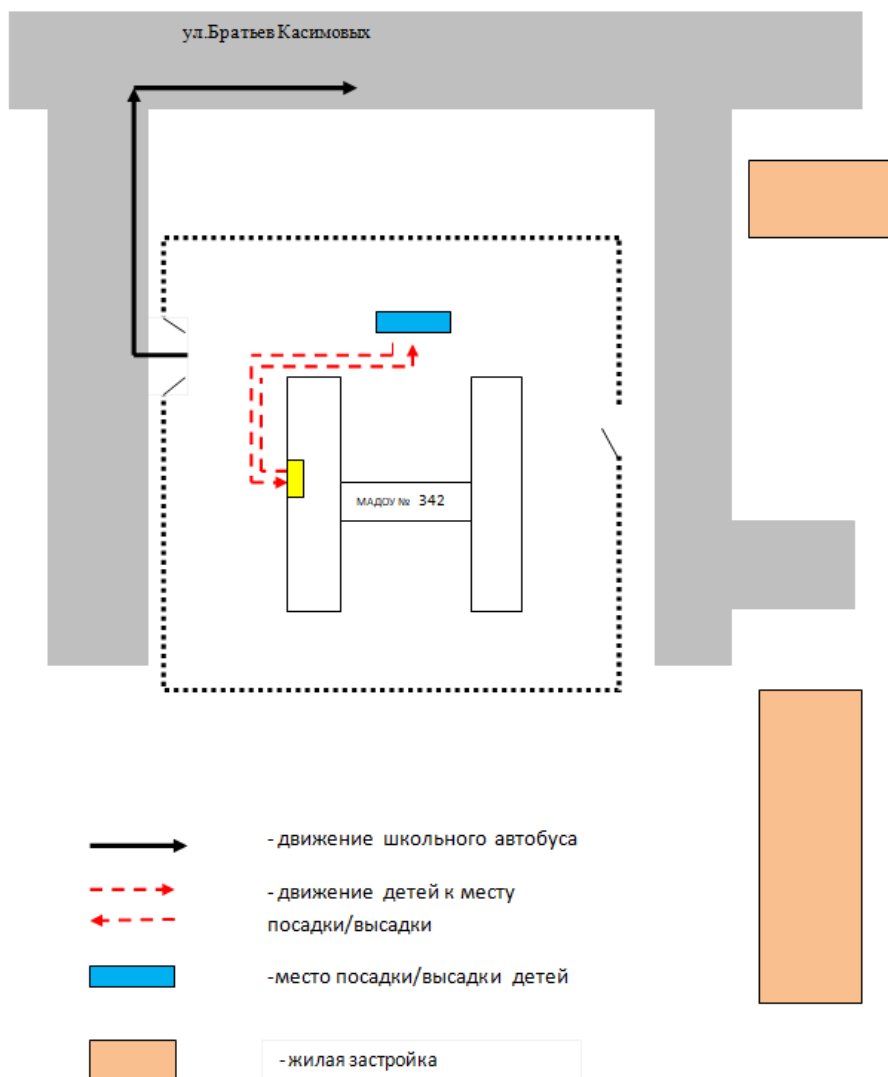 ул.Братьев Касимовых
МАДОУ № 342
- движение школьного автобуса
- движение детей к месту
посадки/высадки
-место посадки/высадки детей
- жилая застройка